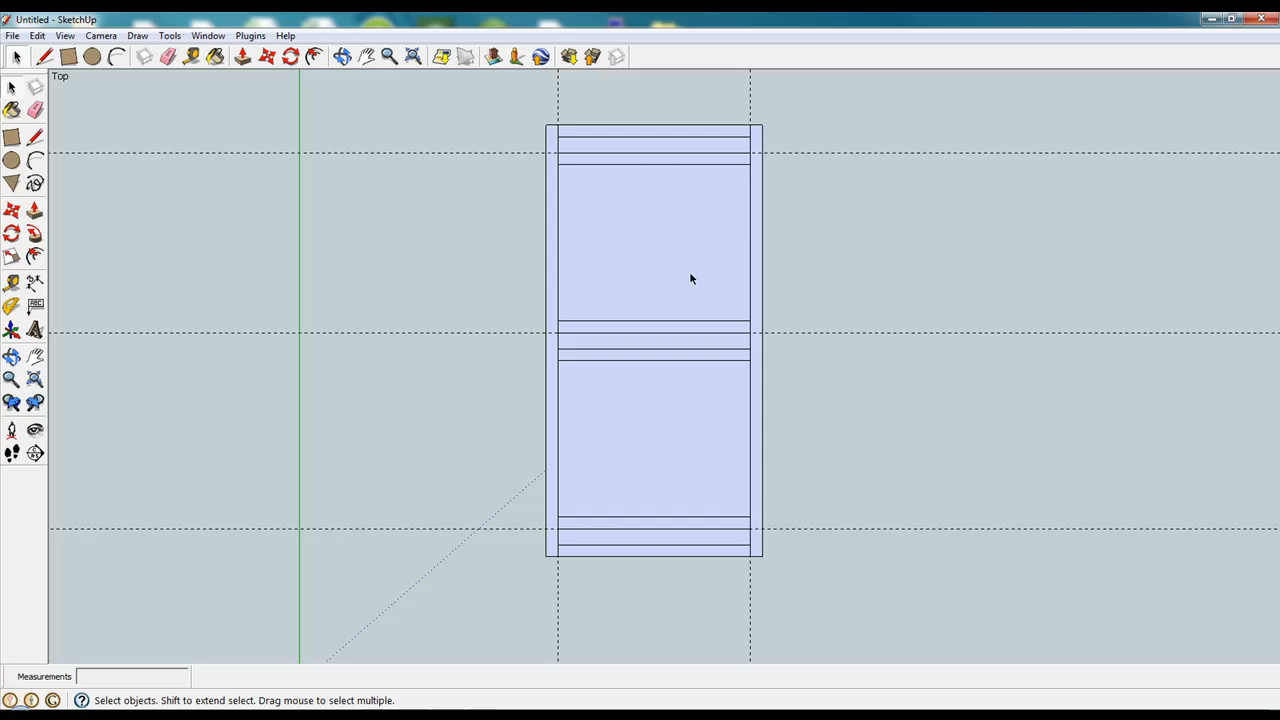 Untitled - SketchUp
File Edit View Camera Draw Tools Window Plugins Help
Top
ABC
A
Measurements
Select objects. Shift to extend select. Drag mouse to select multiple.